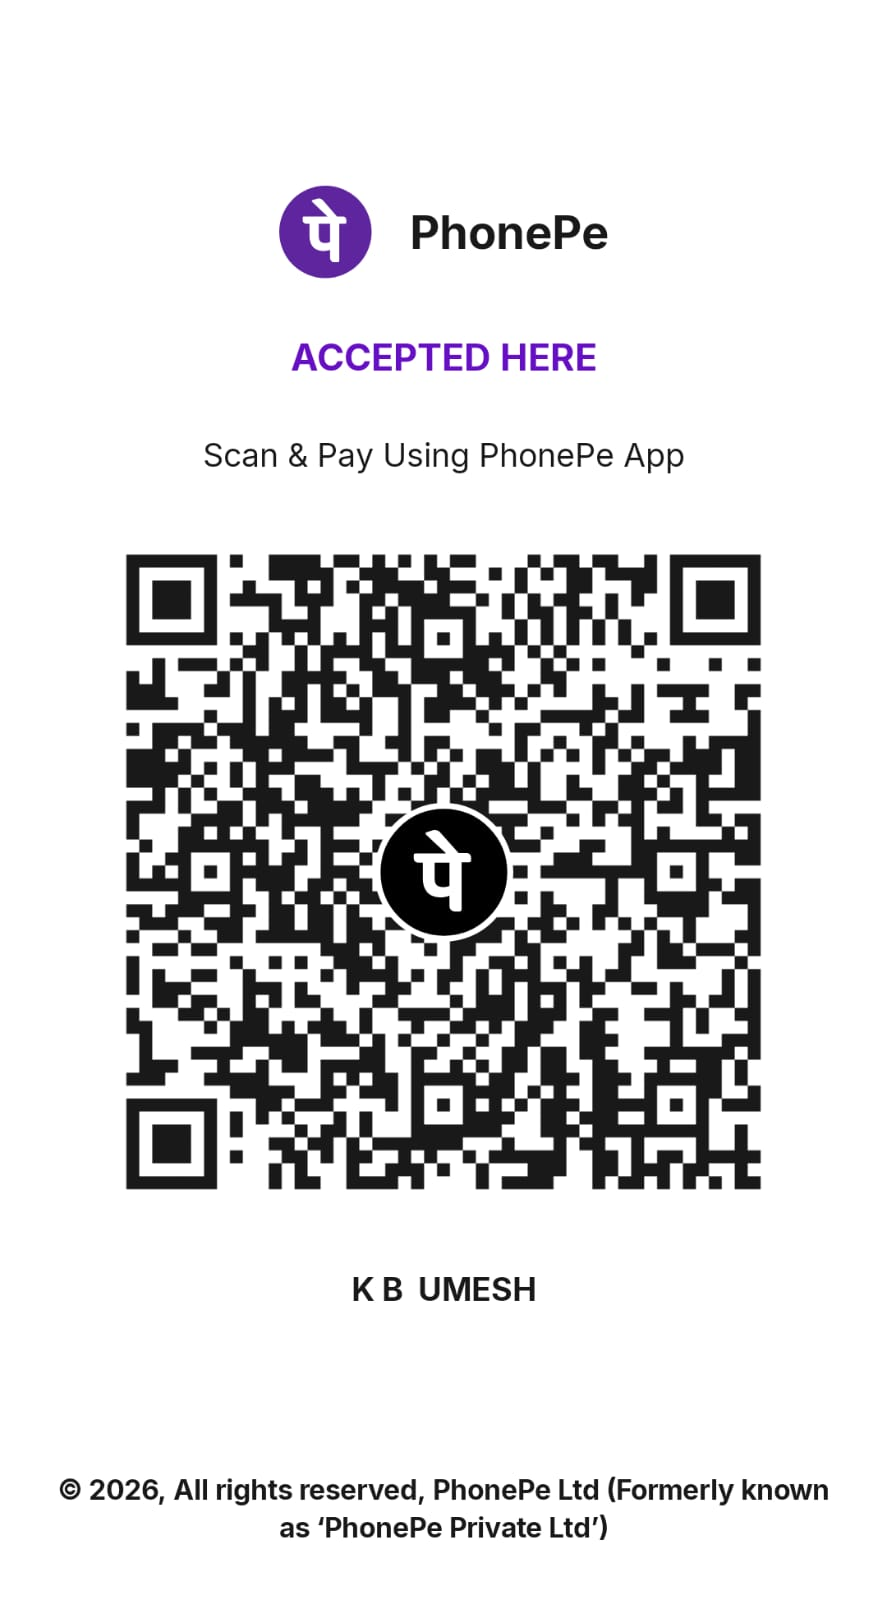 पे PhonePe
ACCEPTED HERE
Scan & Pay Using PhonePe App
पे
K B  UMESH
© 2026, All rights reserved, PhonePe Ltd (Formerly known
as ‘PhonePe Private Ltd’)